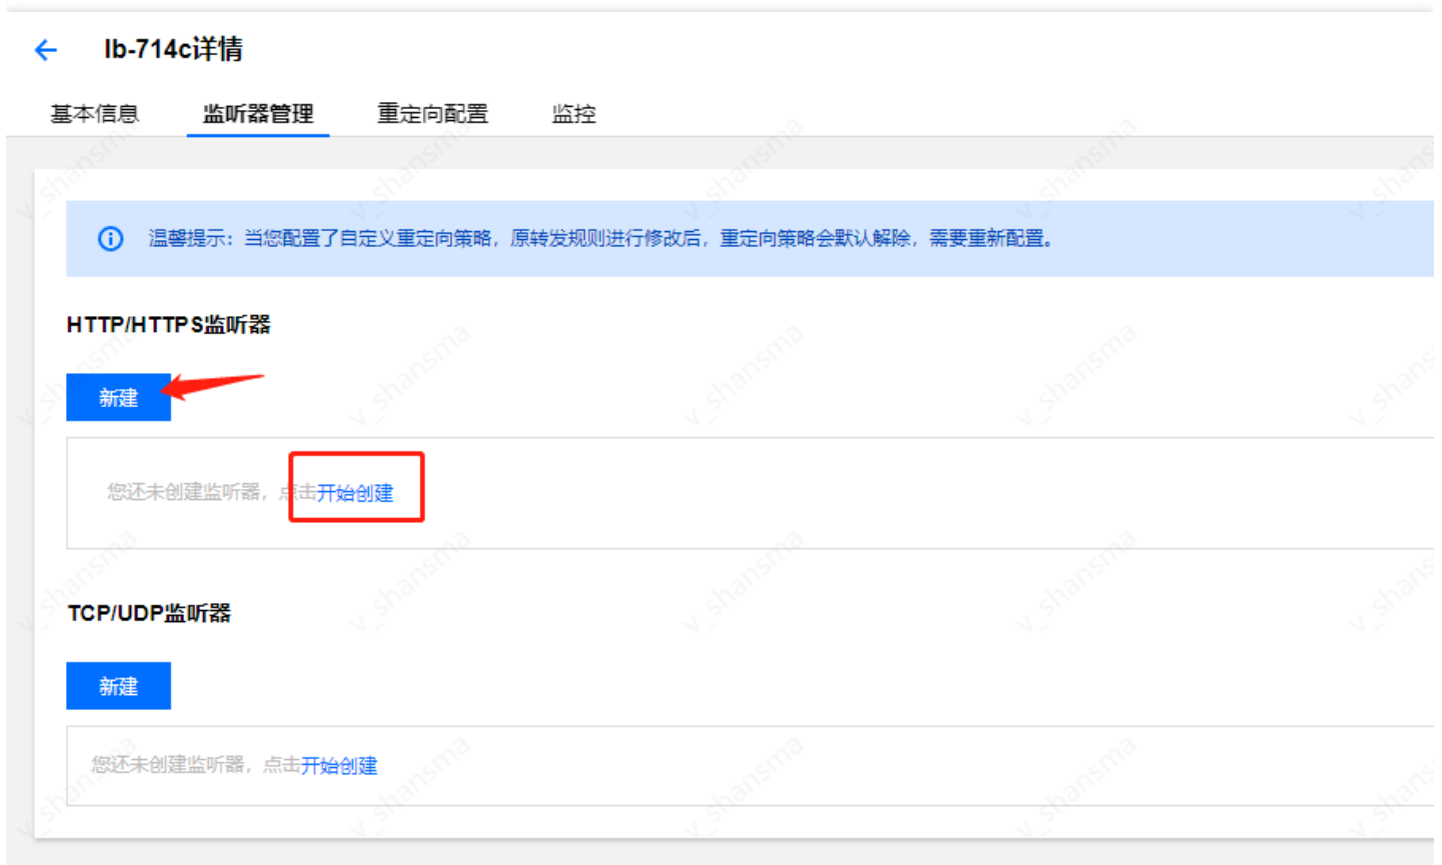 lb-714c详情
基本信息 监听器管理 重定向配置 监控
温馨提示：当您配置了自定义重定向策略，原转发规则进行修改后，重定向策略会默认解除，需要重新配置。
HTTP/HTTPS监听器
新建
您还未创建监听器，点击开始创建
TCP/UDP监听器
新建
您还未创建监听器，点击开始创建
v_shansma